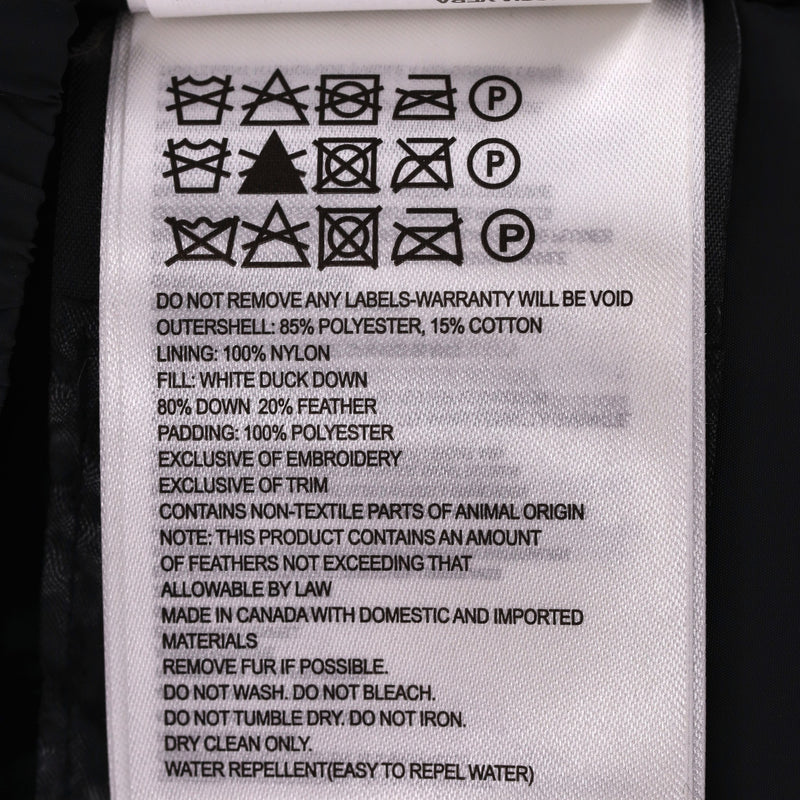 P
P
P
DO NOT REMOVE ANY LABELS-WARRANTY WILL BE VOID
OUTERSHELL: 85% POLYESTER, 15% COTTON
LINING: 100% NYLON
FILL: WHITE DUCK DOWN
80% DOWN 20% FEATHER
PADDING: 100% POLYESTER
EXCLUSIVE OF EMBROIDERY
EXCLUSIVE OF TRIM
CONTAINS NON-TEXTILE PARTS OF ANIMAL ORIGIN
NOTE: THIS PRODUCT CONTAINS AN AMOUNT
OF FEATHERS NOT EXCEEDING THAT
ALLOWABLE BY LAW
MADE IN CANADA WITH DOMESTIC AND IMPORTED
MATERIALS
REMOVE FUR IF POSSIBLE.
DO NOT WASH. DO NOT BLEACH.
DO NOT TUMBLE DRY. DO NOT IRON.
DRY CLEAN ONLY.
WATER REPELLENT(EASY TO REPEL WATER)